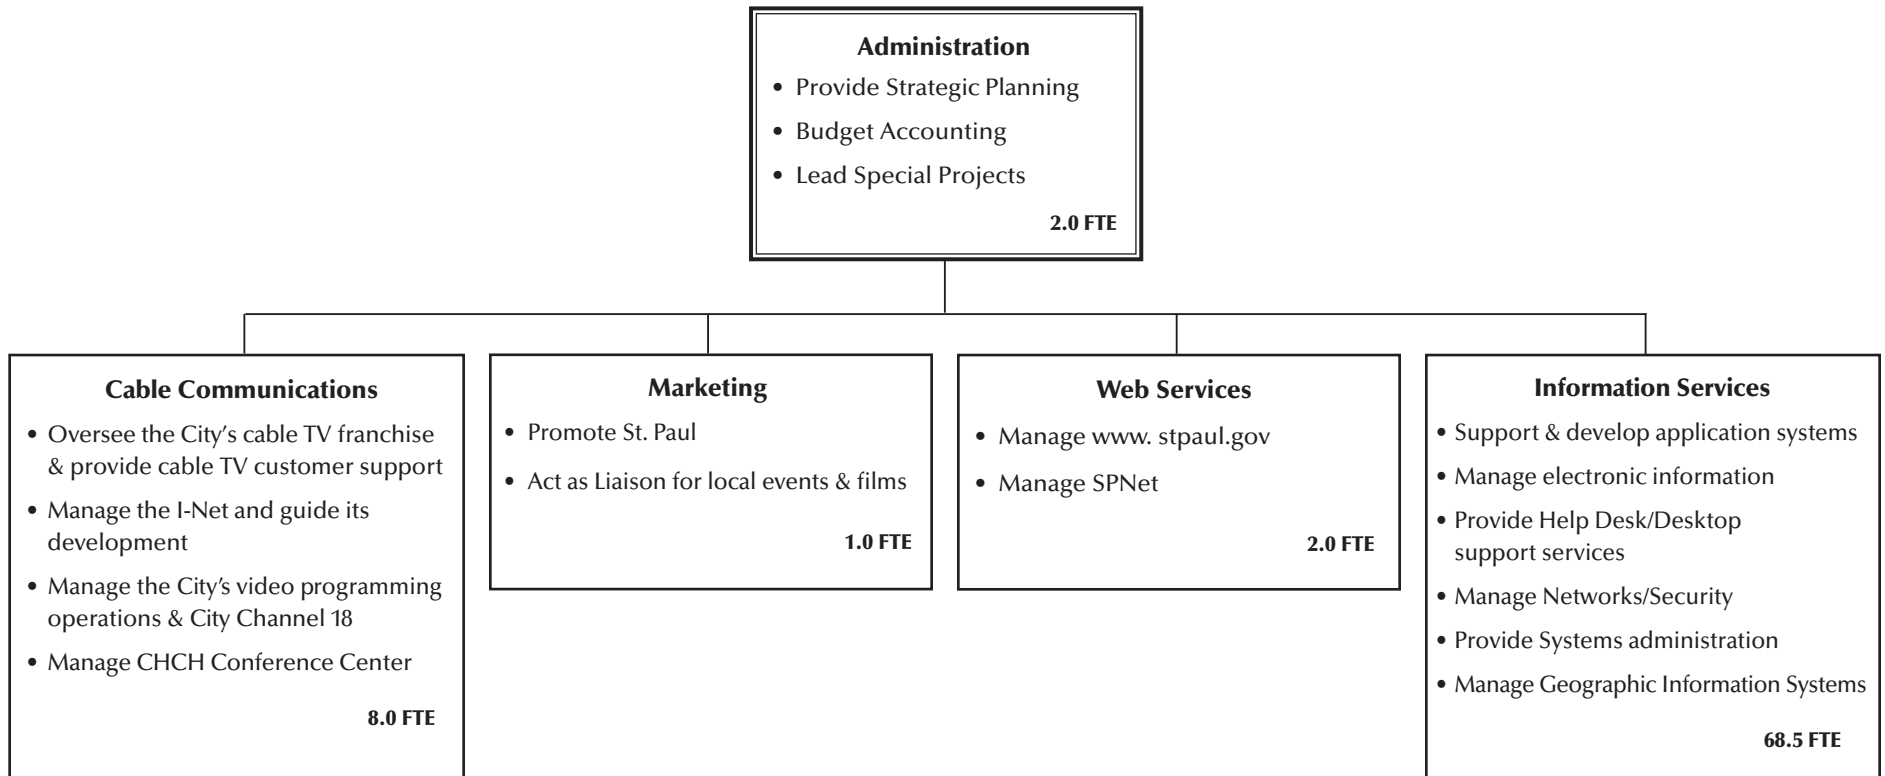 Administration
• Provide Strategic Planning
• Budget Accounting
• Lead Special Projects
2.0 FTE
Cable Communications
• Oversee the City's cable TV franchise
& provide cable TV customer support
• Manage the I-Net and guide its
development
• Manage the City's video programming
operations & City Channel 18
• Manage CHCH Conference Center
8.0 FTE
Marketing
• Promote St. Paul
• Act as Liaison for local events & films
1.0 FTE
Web Services
• Manage www. stpaul.gov
• Manage SPNet
2.0 FTE
Information Services
• Support & develop application systems
• Manage electronic information
• Provide Help Desk/Desktop
support services
• Manage Networks/Security
• Provide Systems administration
• Manage Geographic Information Systems
68.5 FTE